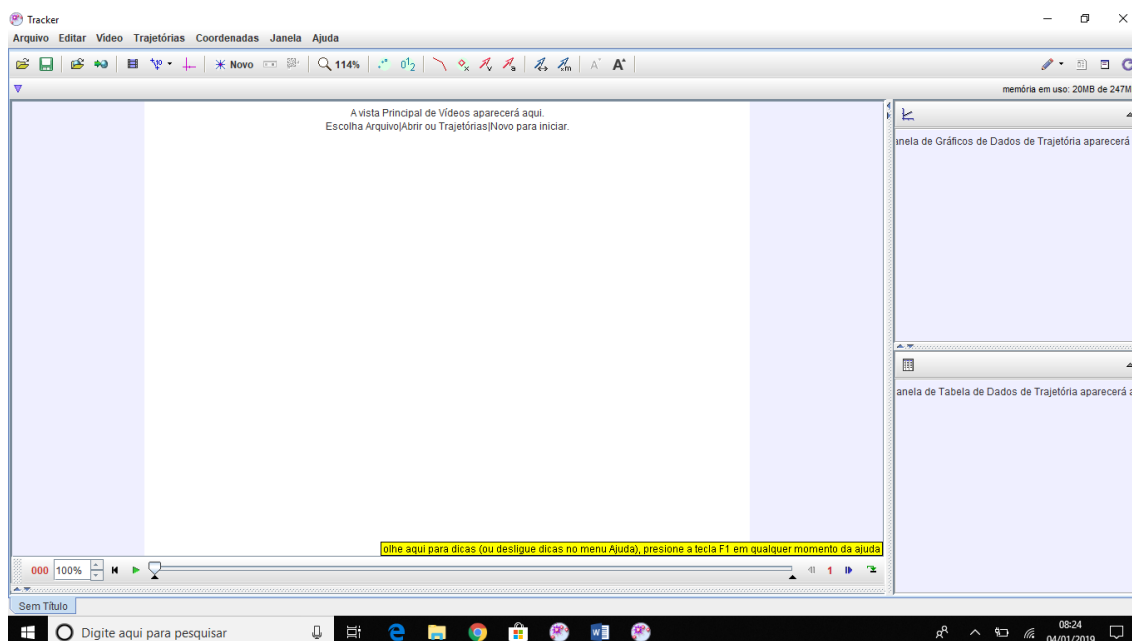 Tracker
Arquivo Editar Video Trajetórias Coordenadas Janela Ajuda
Novo 114%
memória em uso: 20MB de 247M
A vista Principal de Vídeos aparecerá aqui.
Escolha Arquivo|Abrir ou Trajetórias|Novo para iniciar.
anela de Gráficos de Dados de Trajetória aparecerá
anela de Tabela de Dados de Trajetória aparecerá a
olhe aqui para dicas (ou desligue dicas no menu Ajuda), presione a tecla F1 em qualquer momento da ajuda
000 100% 1
Sem Título
Digite aqui para pesquisar
08:24
04/01/2019